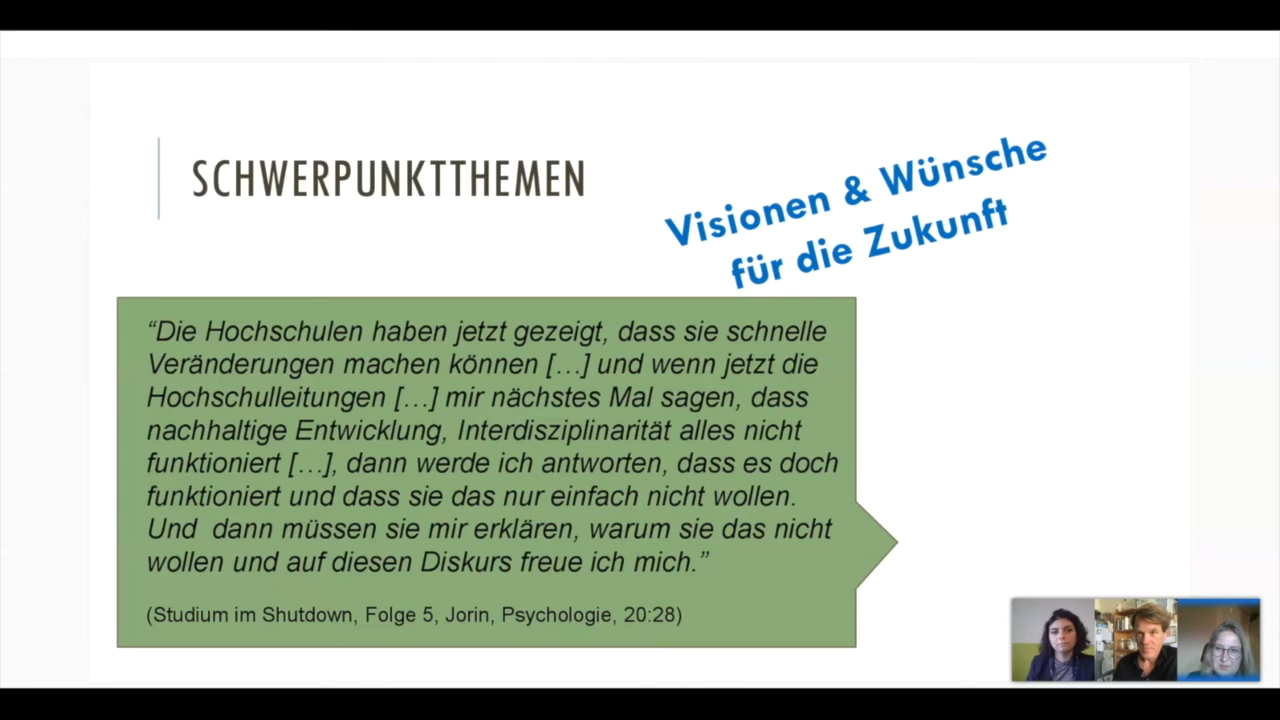 SCHWERPUNKTTHEMEN
Visionen & Wünsche
für die Zukunft
“Die Hochschulen haben jetzt gezeigt, dass sie schnelle
Veränderungen machen können […] und wenn jetzt die
Hochschulleitungen […] mir nächstes Mal sagen, dass
nachhaltige Entwicklung, Interdisziplinarität alles nicht
funktioniert […], dann werde ich antworten, dass es doch
funktioniert und dass sie das nur einfach nicht wollen.
Und dann müssen sie mir erklären, warum sie das nicht
wollen und auf diesen Diskurs freue ich mich.”
(Studium im Shutdown, Folge 5, Jorin, Psychologie, 20:28)